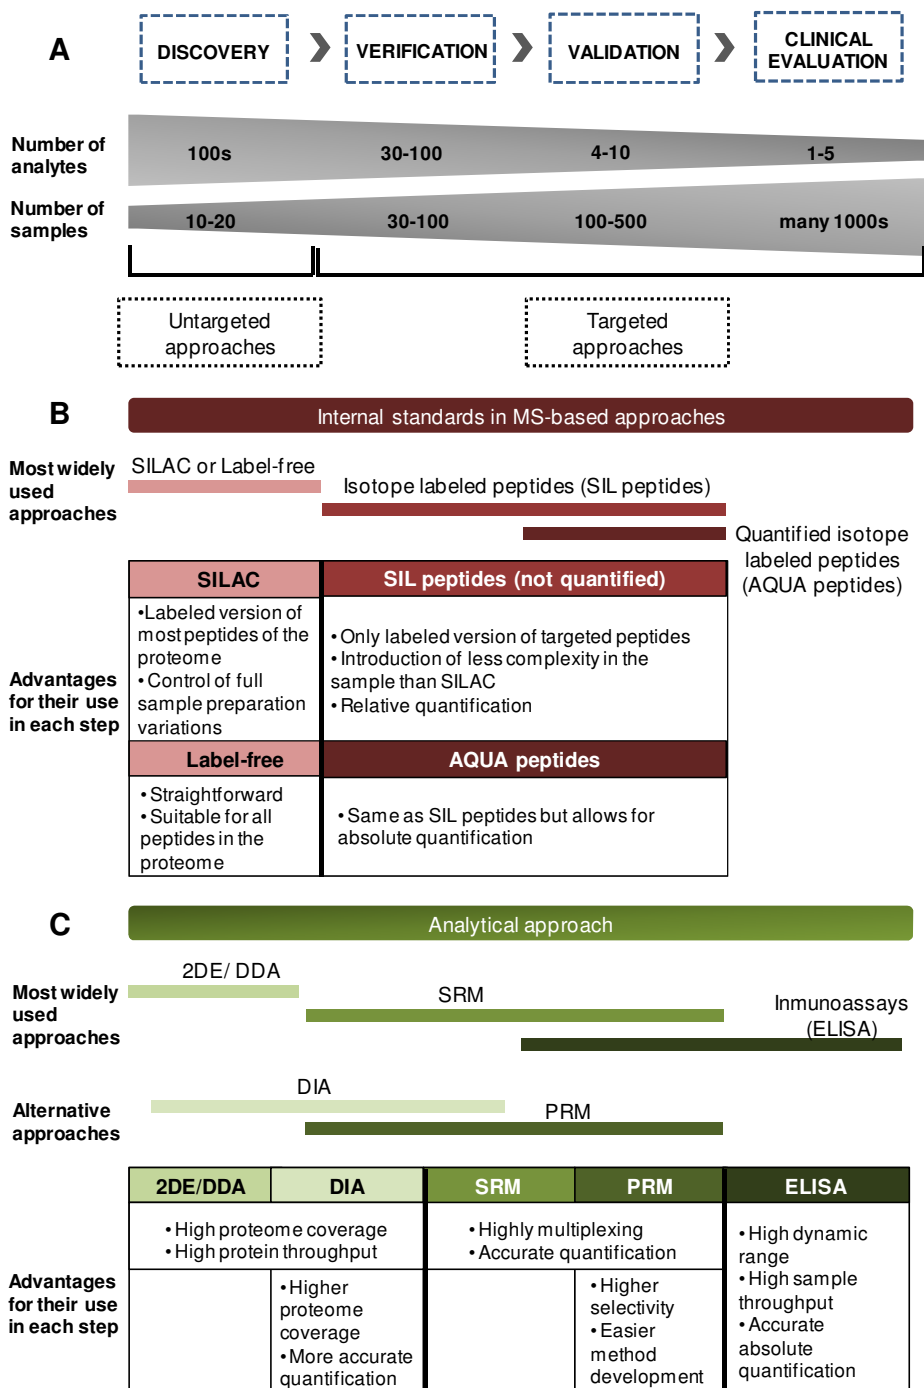 A
DISCOVERY
VERIFICATION
VALIDATION
CLINICAL
EVALUATION
Number of
analytes
100s
30-100
4-10
1-5
Number of
samples
10-20
30-100
100-500
many 1000s
Untargeted
approaches
Targeted
approaches
B
Internal standards in MS-based approaches
Most widely
used
approaches
SILAC or Label-free
Isotope labeled peptides (SIL peptides)
Quantified isotope
labeled peptides
(AQUA peptides)
Advantages
for their use
in each step
SILAC
•Labeled version of
most peptides of the
proteome
• Control of full
sample preparation
variations
SIL peptides (not quantified)
• Only labeled version of targeted peptides
• Introduction of less complexity in the
sample than SILAC
• Relative quantification
Label-free
• Straightforward
• Suitable for all
peptides in the
proteome
AQUA peptides
• Same as SIL peptides but allows for
absolute quantification
C
Analytical approach
Most widely
used
approaches
2DE/ DDA
SRM
Inmunoassays
(ELISA)
Alternative
approaches
DIA
PRM
Advantages
for their use
in each step
2DE/DDA
DIA
SRM
PRM
ELISA
• High proteome coverage
• High protein throughput
• Highly multiplexing
• Accurate quantification
• High dynamic
range
• High sample
throughput
• Accurate
absolute
quantification
• Higher
proteome
coverage
• More accurate
quantification
• Higher
selectivity
• Easier
method
development